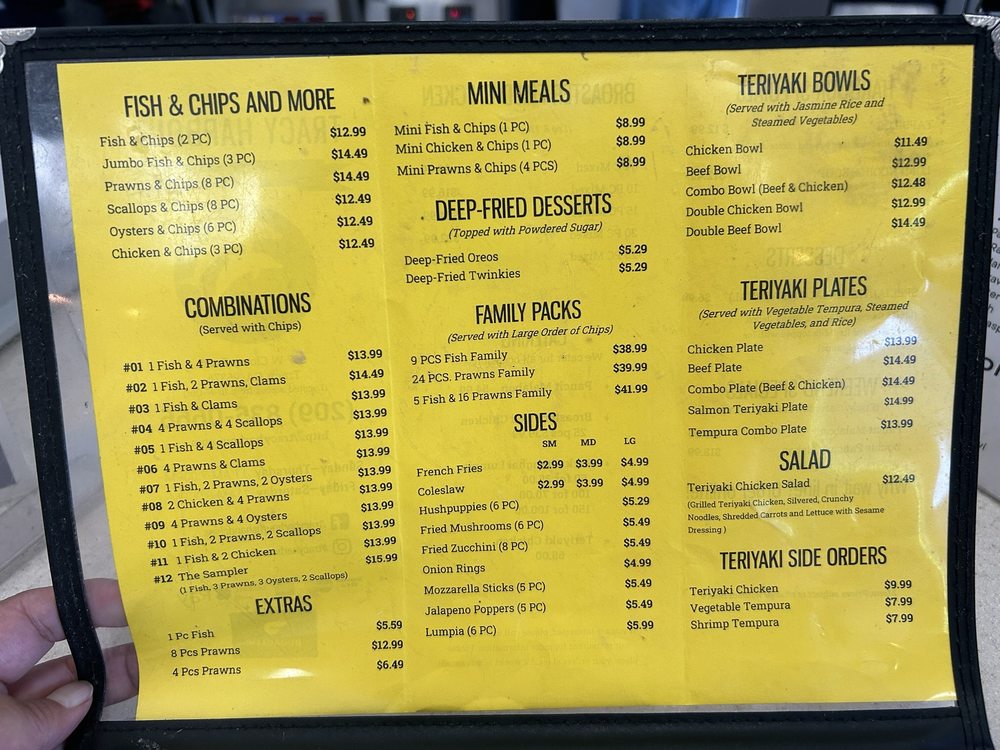 FISH & CHIPS AND MORE
Fish & Chips (2 PC) $12.99
Jumbo Fish & Chips (3 PC) $14.49
Prawns & Chips (8 PC) $14.49
Scallops & Chips (8 PC) $12.49
Oysters & Chips (6 PC) $12.49
Chicken & Chips (3 PC) $12.49
COMBINATIONS
(Served with Chips)
#01 1 Fish & 4 Prawns $13.99
#02 1 Fish, 2 Prawns, Clams $14.49
#03 1 Fish & Clams $13.99
#04 4 Prawns & 4 Scallops $13.99
#05 1 Fish & 4 Scallops $13.99
#06 4 Prawns & Clams $13.99
#07 1 Fish, 2 Prawns, 2 Oysters $13.99
#08 2 Chicken & 4 Prawns $13.99
#09 4 Prawns & 4 Oysters $13.99
#10 1 Fish, 2 Prawns, 2 Scallops $13.99
#11 1 Fish & 2 Chicken $13.99
#12 The Sampler $15.99
(1 Fish, 3 Prawns, 3 Oysters, 2 Scallops)
EXTRAS
1 Pc Fish $5.59
8 Pcs Prawns $12.99
4 Pcs Prawns $6.49
MINI MEALS
Mini Fish & Chips (1 PC) $8.99
Mini Chicken & Chips (1 PC) $8.99
Mini Prawns & Chips (4 PCS) $8.99
DEEP-FRIED DESSERTS
(Topped with Powdered Sugar)
Deep-Fried Oreos $5.29
Deep-Fried Twinkies $5.29
FAMILY PACKS
(Served with Large Order of Chips)
9 PCS Fish Family $38.99
24 PCS. Prawns Family $39.99
5 Fish & 16 Prawns Family $41.99
SIDES
SM MD LG
French Fries $2.99 $3.99 $4.99
Coleslaw $2.99 $3.99 $4.99
Hushpuppies (6 PC) $5.29
Fried Mushrooms (6 PC) $5.49
Fried Zucchini (8 PC) $5.49
Onion Rings $4.99
Mozzarella Sticks (5 PC) $5.49
Jalapeno Poppers (5 PC) $5.49
Lumpia (6 PC) $5.99
TERIYAKI BOWLS
(Served with Jasmine Rice and
Steamed Vegetables)
Chicken Bowl $11.49
Beef Bowl $12.99
Combo Bowl (Beef & Chicken) $12.48
Double Chicken Bowl $12.99
Double Beef Bowl $14.49
TERIYAKI PLATES
(Served with Vegetable Tempura, Steamed
Vegetables, and Rice)
Chicken Plate $13.99
Beef Plate $14.49
Combo Plate (Beef & Chicken) $14.49
Salmon Teriyaki Plate $14.99
Tempura Combo Plate $13.99
SALAD
Teriyaki Chicken Salad $12.49
(Grilled Teriyaki Chicken, Silvered, Crunchy
Noodles, Shredded Carrots and Lettuce with Sesame
Dressing )
TERIYAKI SIDE ORDERS
Teriyaki Chicken $9.99
Vegetable Tempura $7.99
Shrimp Tempura $7.99